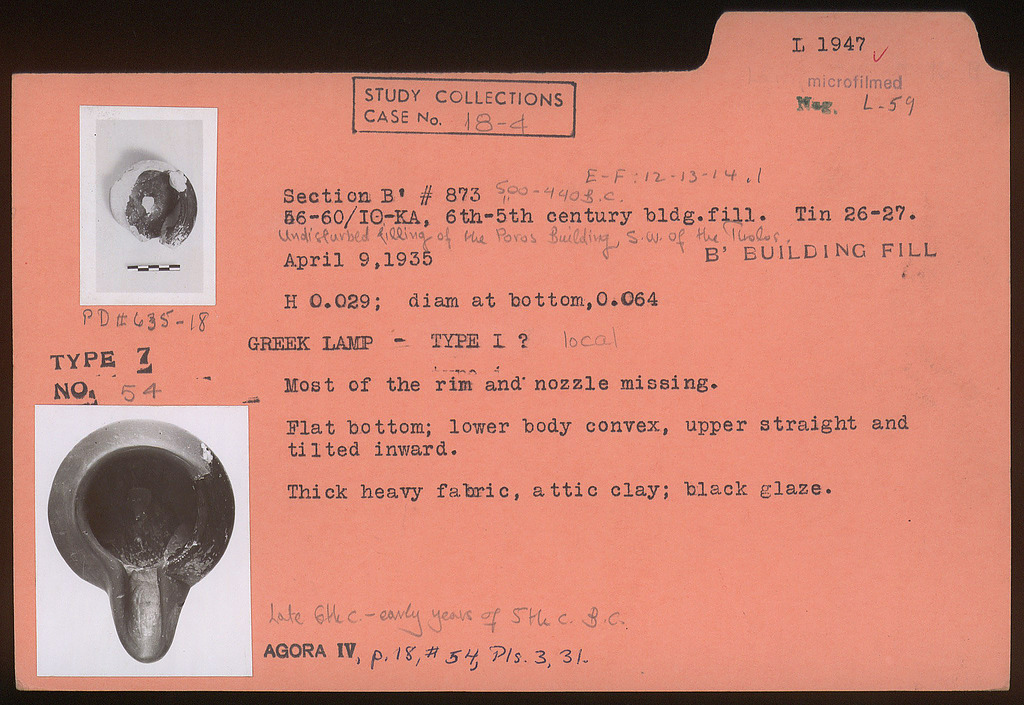 L 1947 ✓
microfilmed
Neg. L-59
STUDY COLLECTIONS
CASE No. 18-4
E-F:12-13-14.1
Section B' # 873 500-440 B.C.
56-60/IΘ-KA, 6th-5th century bldg.fill. Tin 26-27.
Undisturbed filling of the Poros Building, S.W. of the Tholos.
April 9,1935
B' BUILDING FILL
H 0.029; diam at bottom,0.064
PD#635-18
GREEK LAMP - TYPE I ? local
TYPE 7
NO. 54
Most of the rim and nozzle missing.
Flat bottom; lower body convex, upper straight and
tilted inward.
Thick heavy fabric, attic clay; black glaze.
Late 6th c.-early years of 5th c. B.C.
AGORA IV, p.18, #54, Pls. 3, 31.